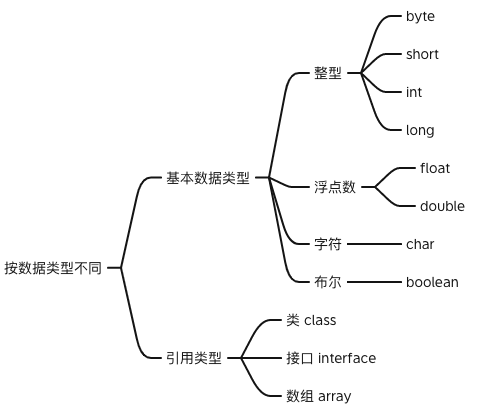 按数据类型不同
基本数据类型
整型
byte
short
int
long
浮点数
float
double
字符
char
布尔
boolean
引用类型
类 class
接口 interface
数组 array